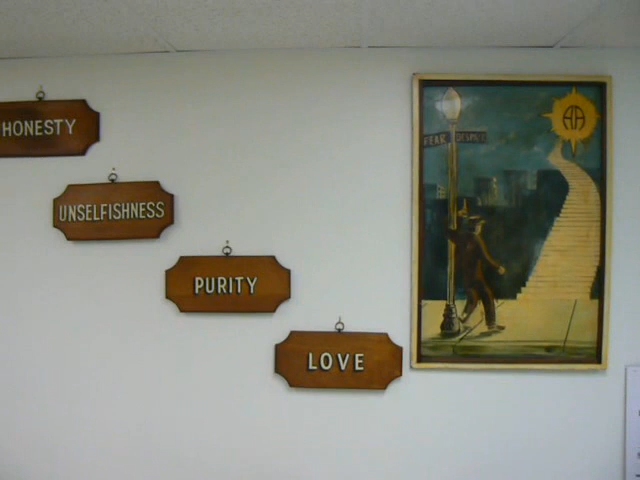 HONESTY
UNSELFISHNESS
PURITY
LOVE
AA
FEAR DESPAIR